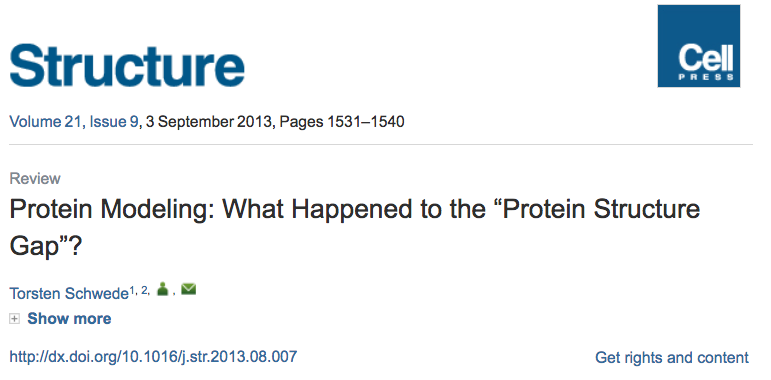 Structure
Cell
PRESS
Volume 21, Issue 9, 3 September 2013, Pages 1531–1540
Review
Protein Modeling: What Happened to the “Protein Structure
Gap”?
Torsten Schwede1, 2, ,
Show more
http://dx.doi.org/10.1016/j.str.2013.08.007
Get rights and content